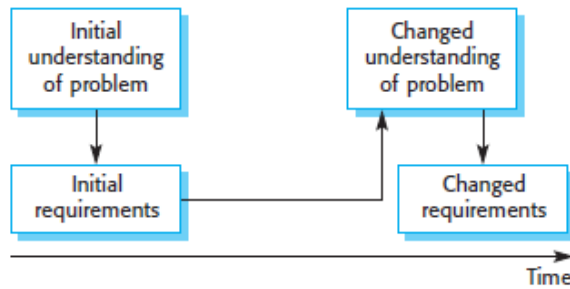 Initial
understanding
of problem
Changed
understanding
of problem
Initial
requirements
Changed
requirements
Time